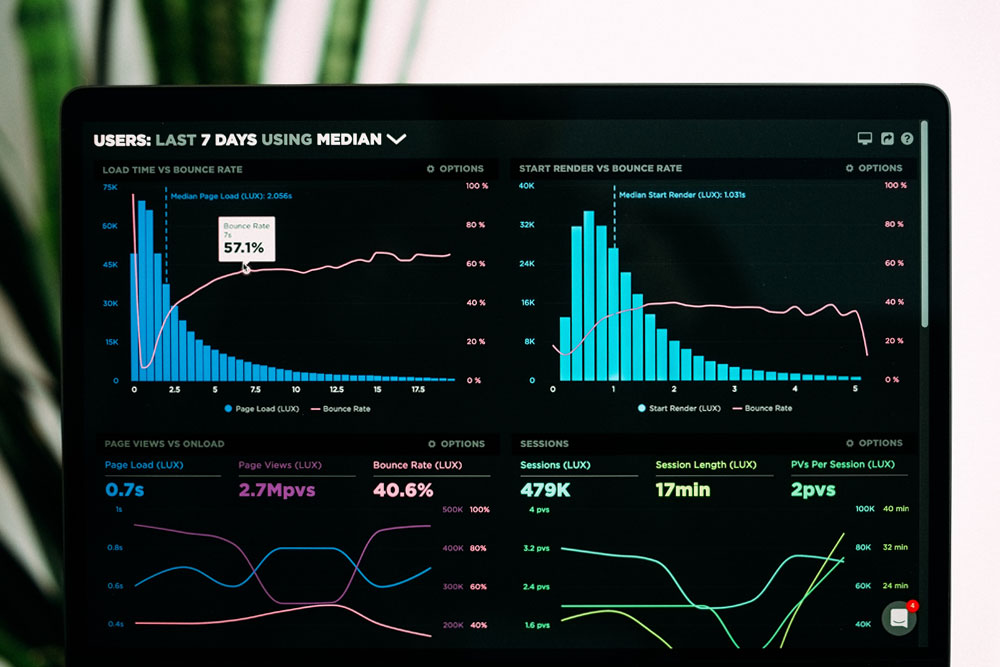 USERS: LAST 7 DAYS USING MEDIAN
LOAD TIME VS BOUNCE RATE
OPTIONS
75K
60K
45K
30K
15K
0
100 %
80 %
60 %
40 %
20 %
0 %
Median Page Load (LUX): 2.056s
Bounce Rate
7s
57.1%
0 2.5 5 7.5 10 12.5 15 17.5
Page Load (LUX) Bounce Rate
START RENDER VS BOUNCE RATE
OPTIONS
40K
32K
24K
16K
8K
0
100 %
80 %
60 %
40 %
20 %
0 %
Median Start Render (LUX): 1.031s
0 1 2 3 4 5
Start Render (LUX) Bounce Rate
PAGE VIEWS VS ONLOAD
OPTIONS
Page Load (LUX)
0.7s
Page Views (LUX)
2.7Mpvs
Bounce Rate (LUX)
40.6%
1s
0.8s
0.6s
0.4s
500K 100%
400K 80%
300K 60%
200K 40%
SESSIONS
OPTIONS
Sessions (LUX)
479K
Session Length (LUX)
17min
PVs Per Session (LUX)
2pvs
4 pvs
3.2 pvs
2.4 pvs
1.6 pvs
100K 40 min
80K 32 min
60K 24 min
40K
4